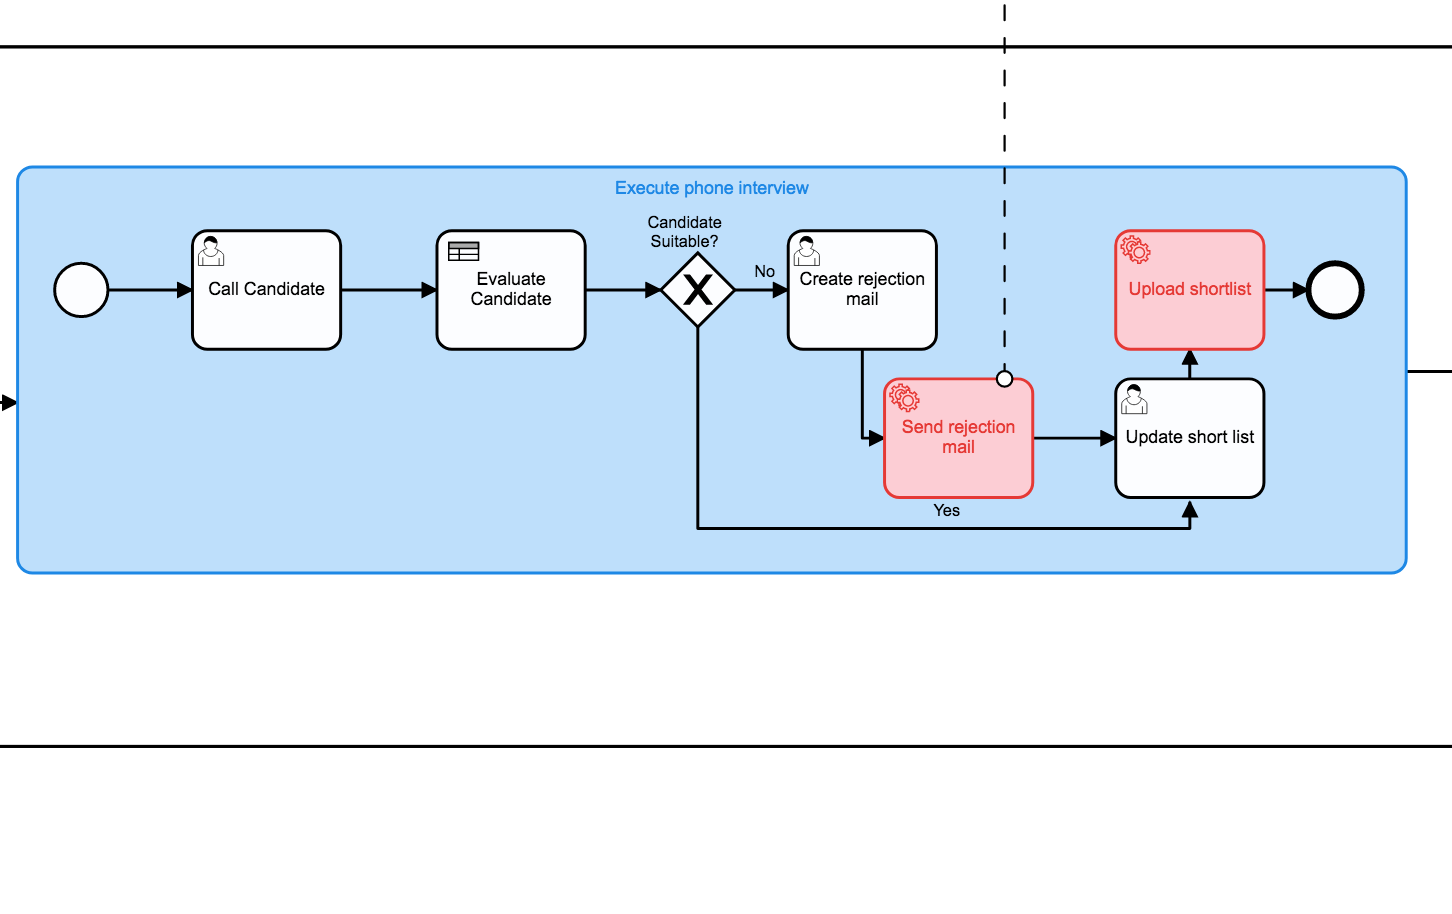 Execute phone interview
Candidate
Suitable?
Call Candidate
Evaluate
Candidate
No
Create rejection
mail
Upload shortlist
Send rejection
mail
Update short list
Yes